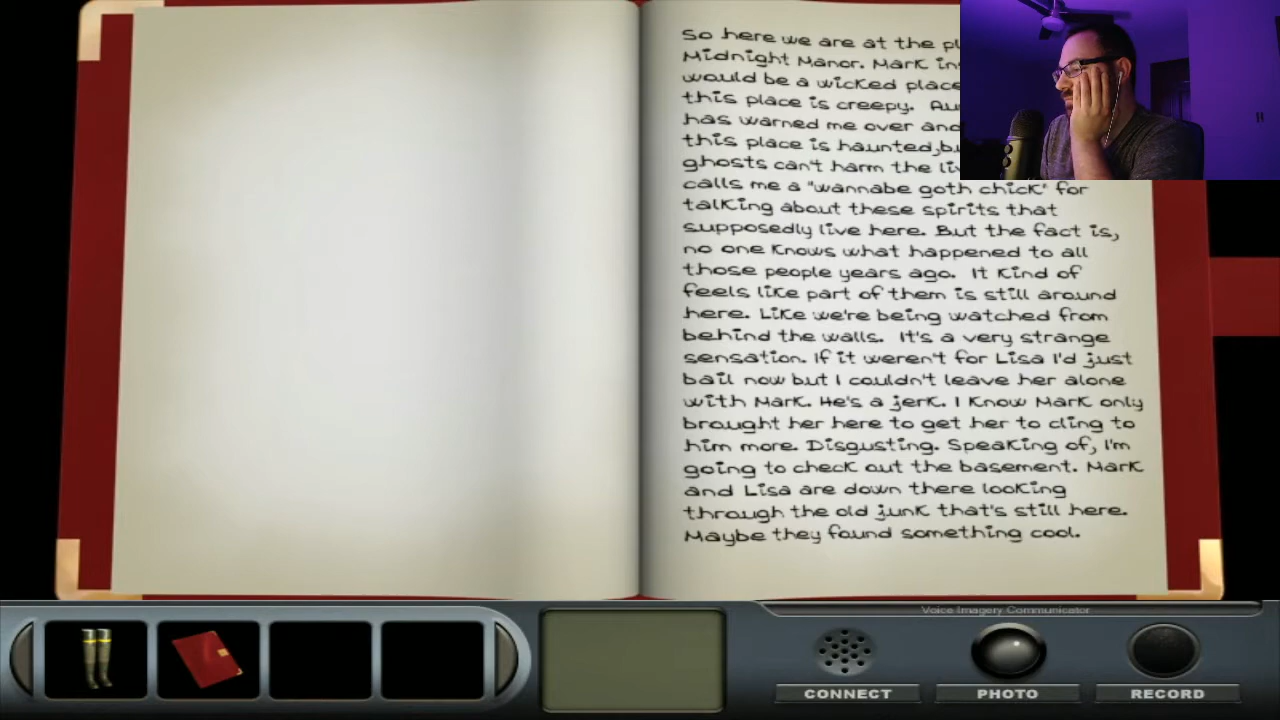 So here we are at the
Midnight Manor. Mark
would be a wicked place
this place is creepy.
has warned me over
this place is haunted,
ghosts can't harm the
calls me a "wannabe goth chick" for
talking about these spirits that
supposedly live here. But the fact is,
no one knows what happened to all
those people years ago. It kind of
feels like part of them is still around
here. Like we're being watched from
behind the walls. It's a very strange
sensation. If it weren't for Lisa I'd just
bail now but I couldn't leave her alone
with Mark. He's a jerk. I know Mark only
brought her here to get her to cling to
him more. Disgusting. Speaking of, I'm
going to check out the basement. Mark
and Lisa are down there looking
through the old junk that's still here.
Maybe they found something cool.
Voice Imagery Communicator
CONNECT
PHOTO
RECORD